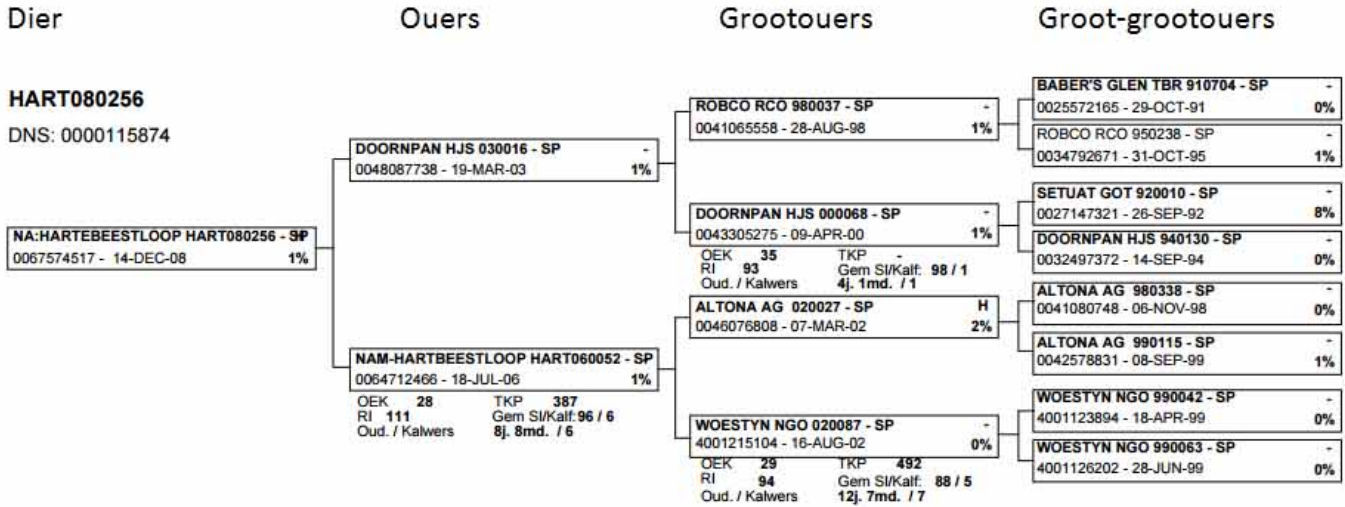 Dier
Ouers
Grootouers
Groot-grootouers
HART080256
DNS: 0000115874
NA:HARTEBEESTLOOP HART080256 - SP H
0067574517 - 14-DEC-08 1%
DOORNPAN HJS 030016 - SP -
0048087738 - 19-MAR-03 1%
NAM-HARTBEESTLOOP HART060052 - SP -
0064712466 - 18-JUL-06 1%
OEK 28 TKP 387
RI 111 Gem Sl/Kalf: 96 / 6
Oud. / Kalwers 8j. 8md. / 6
ROBCO RCO 980037 - SP -
0041065558 - 28-AUG-98 1%
DOORNPAN HJS 000068 - SP -
0043305275 - 09-APR-00 1%
OEK 35 TKP -
RI 93 Gem Sl/Kalf: 98 / 1
Oud. / Kalwers 4j. 1md. / 1
ALTONA AG 020027 - SP H
0046076808 - 07-MAR-02 2%
WOESTYN NGO 020087 - SP -
4001215104 - 16-AUG-02 0%
OEK 29 TKP 492
RI 94 Gem Sl/Kalf: 88 / 5
Oud. / Kalwers 12j. 7md. / 7
BABER'S GLEN TBR 910704 - SP -
0025572165 - 29-OCT-91 0%
ROBCO RCO 950238 - SP -
0034792671 - 31-OCT-95 1%
SETUAT GOT 920010 - SP -
0027147321 - 26-SEP-92 8%
DOORNPAN HJS 940130 - SP -
0032497372 - 14-SEP-94 0%
ALTONA AG 980338 - SP -
0041080748 - 06-NOV-98 0%
ALTONA AG 990115 - SP -
0042578831 - 08-SEP-99 1%
WOESTYN NGO 990042 - SP -
4001123894 - 18-APR-99 0%
WOESTYN NGO 990063 - SP -
4001126202 - 28-JUN-99 0%